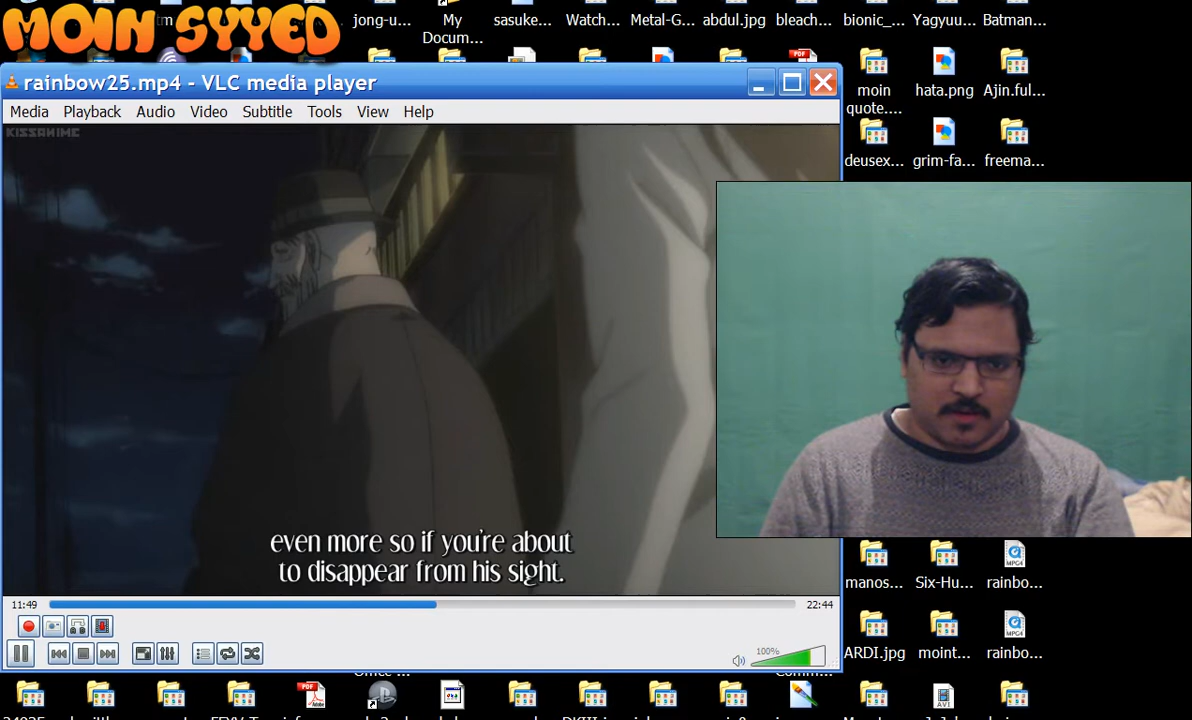 jong-u...
My
Docum...
sasuke...
Watch...
Metal-G...
abdul.jpg
bleach...
bionic_...
Yagyuu...
Batman...
MOIN SYYED
rainbow25.mp4 - VLC media player
Media Playback Audio Video Subtitle Tools View Help
KISSANIME
moin
quote....
hata.png
Ajin.ful...
deusex...
grim-fa...
freema...
even more so if you're about
to disappear from his sight.
11:49
22:44
100%
manos...
Six-Hu...
rainbo...
ARDI.jpg
moint...
rainbo...